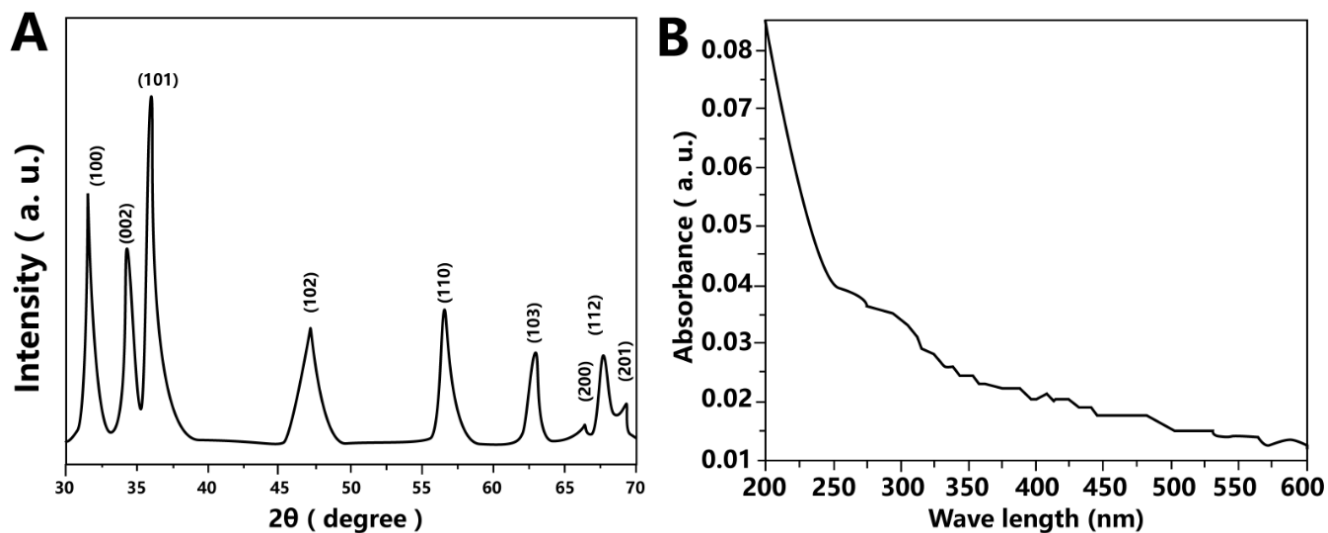 A
Intensity ( a. u.)
(100)
(002)
(101)
(102)
(110)
(103)
(200)
(112)
(201)
30 35 40 45 50 55 60 65 70
2θ ( degree )
B
Absorbance ( a. u.)
0.08
0.07
0.06
0.05
0.04
0.03
0.02
0.01
200 250 300 350 400 450 500 550 600
Wave length (nm)